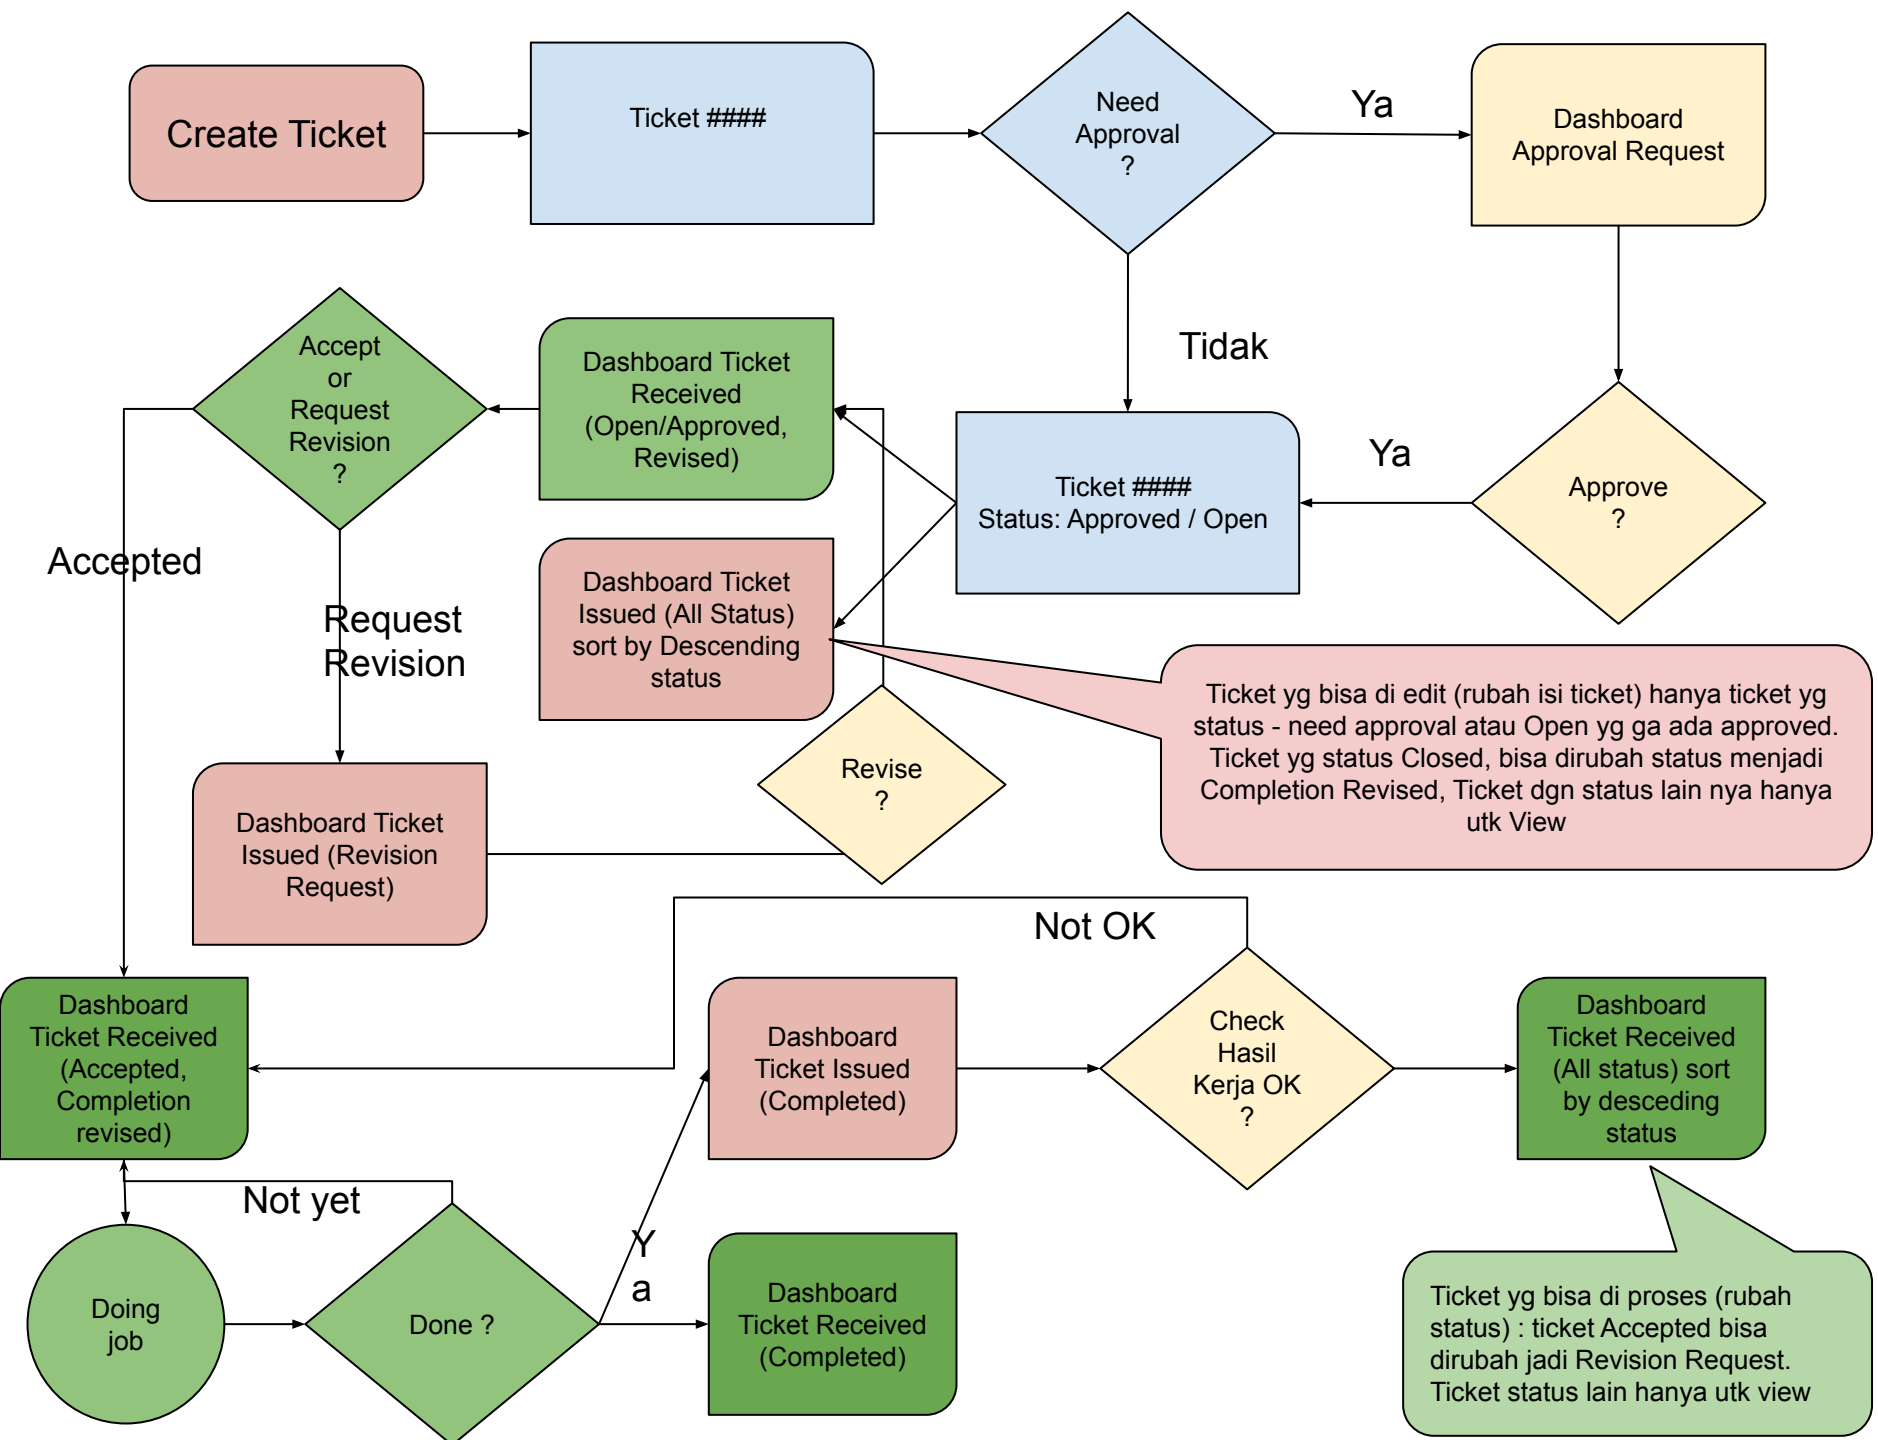 Create Ticket
Ticket ####
Need
Approval
?
Ya
Dashboard
Approval Request
Tidak
Accept
or
Request
Revision
?
Dashboard Ticket
Received
(Open/Approved,
Revised)
Ticket ####
Status: Approved / Open
Ya
Approve
?
Accepted
Request
Revision
Dashboard Ticket
Issued (All Status)
sort by Descending
status
Ticket yg bisa di edit (rubah isi ticket) hanya ticket yg
status - need approval atau Open yg ga ada approved.
Ticket yg status Closed, bisa dirubah status menjadi
Completion Revised, Ticket dgn status lain nya hanya
utk View
Revise
?
Dashboard Ticket
Issued (Revision
Request)
Not OK
Dashboard
Ticket Received
(Accepted,
Completion
revised)
Dashboard
Ticket Issued
(Completed)
Check
Hasil
Kerja OK
?
Dashboard
Ticket Received
(All status) sort
by desceding
status
Not yet
Doing
job
Done ?
Y
a
Dashboard
Ticket Received
(Completed)
Ticket yg bisa di proses (rubah
status) : ticket Accepted bisa
dirubah jadi Revision Request.
Ticket status lain hanya utk view